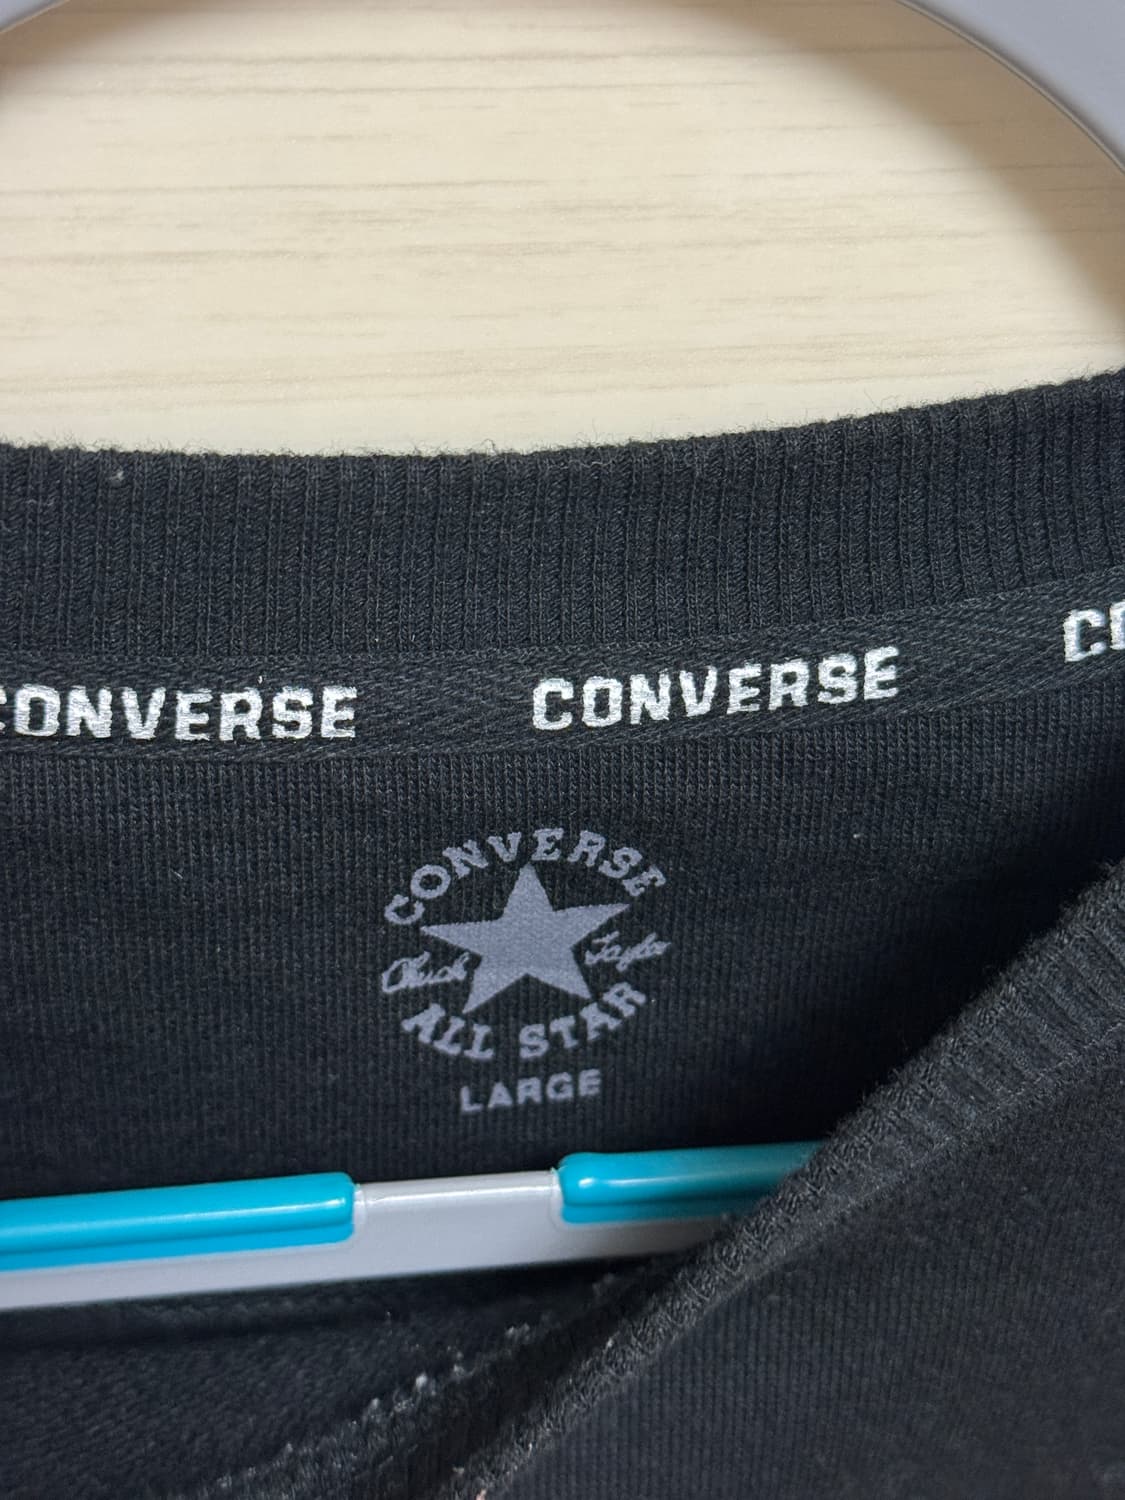 CONVERSE CONVERSE CO
CONVERSE
Chuck Taylor
ALL STAR
LARGE